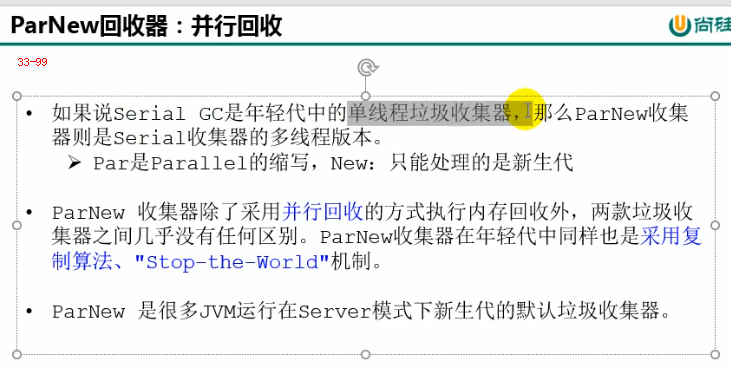 ParNew回收器：并行回收
尚硅
33-99
• 如果说Serial GC是年轻代中的单线程垃圾收集器，那么ParNew收集
器则是Serial收集器的多线程版本。
➢ Par是Parallel的缩写，New：只能处理的是新生代
• ParNew 收集器除了采用并行回收的方式执行内存回收外，两款垃圾收
集器之间几乎没有任何区别。ParNew收集器在年轻代中同样也是采用复
制算法、"Stop-the-World"机制。
• ParNew 是很多JVM运行在Server模式下新生代的默认垃圾收集器。